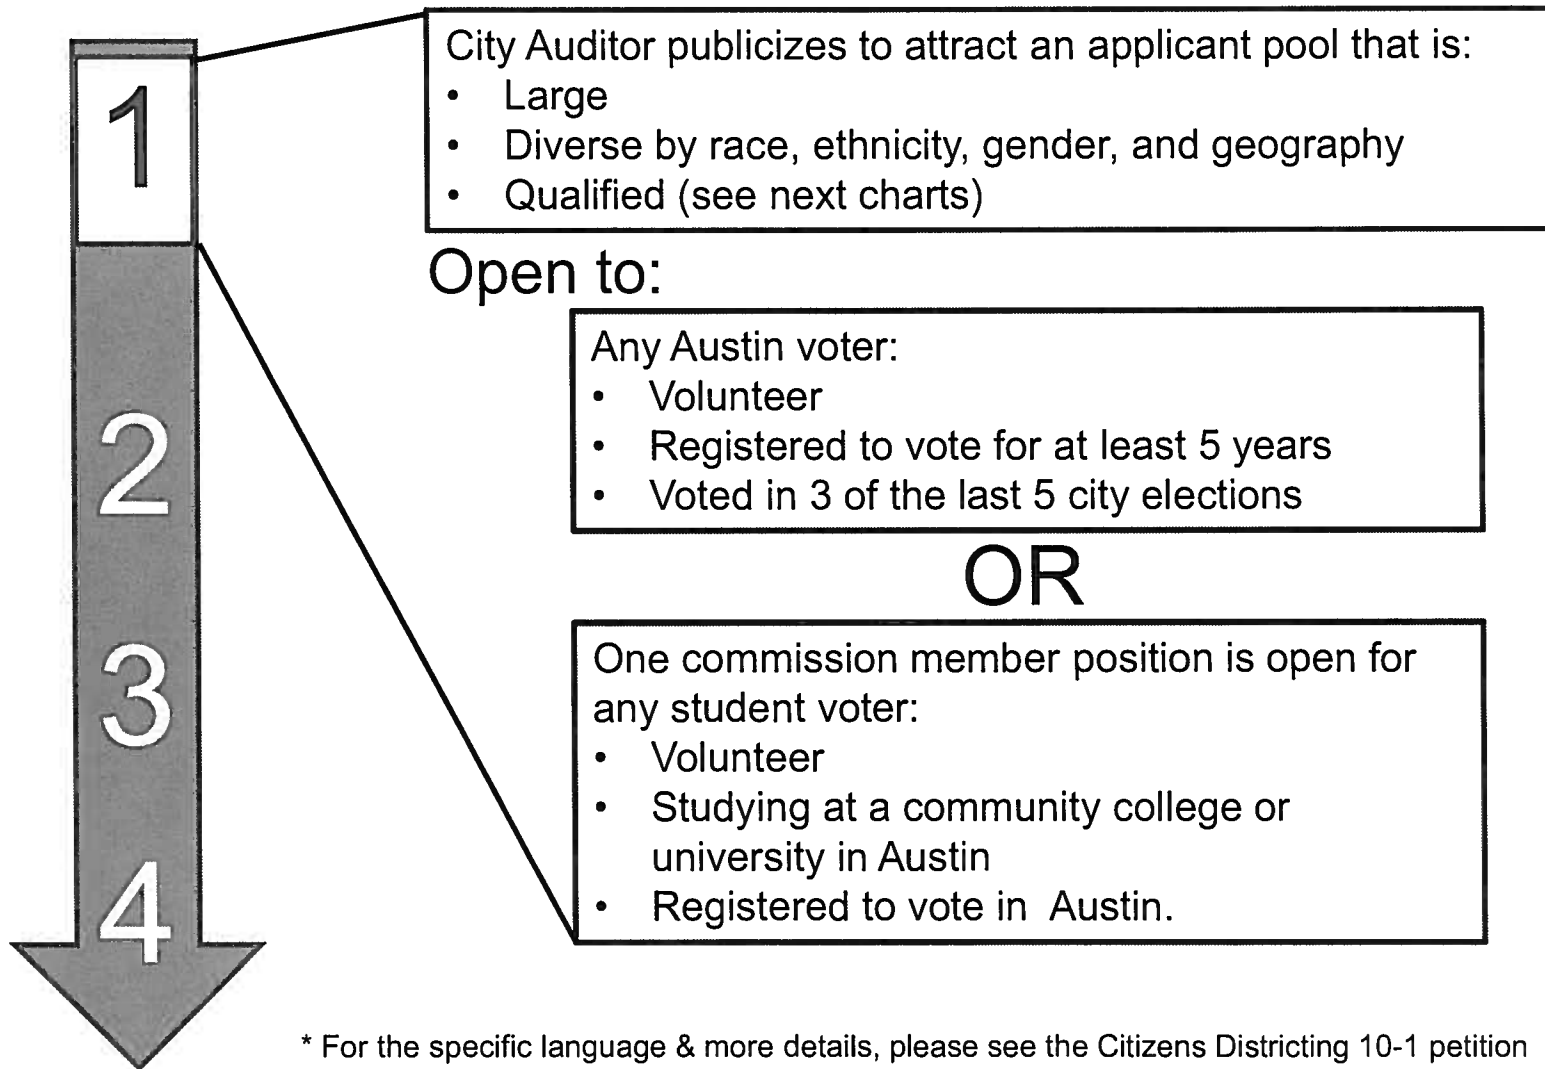 1
City Auditor publicizes to attract an applicant pool that is:
• Large
• Diverse by race, ethnicity, gender, and geography
• Qualified (see next charts)
Open to:
Any Austin voter:
• Volunteer
• Registered to vote for at least 5 years
• Voted in 3 of the last 5 city elections
OR
One commission member position is open for
any student voter:
• Volunteer
• Studying at a community college or
university in Austin
• Registered to vote in Austin.
2
3
4
* For the specific language & more details, please see the Citizens Districting 10-1 petition